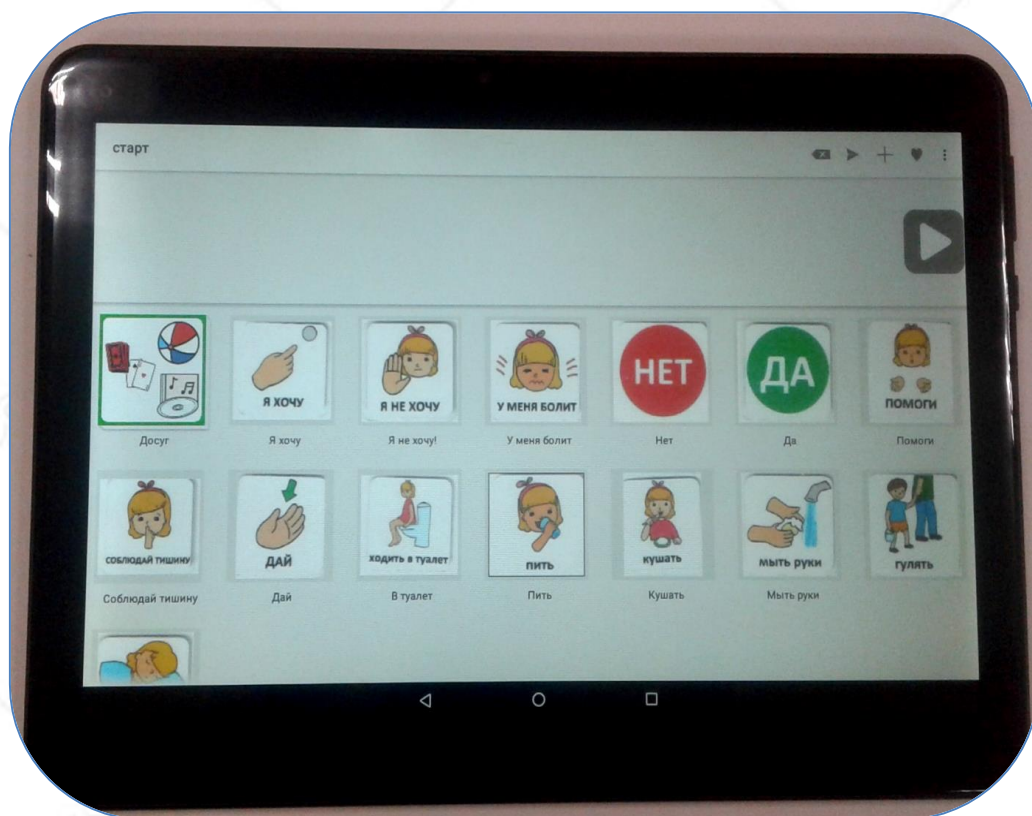 старт
Я ХОЧУ
Я НЕ ХОЧУ
У МЕНЯ БОЛИТ
НЕТ
ДА
ПОМОГИ
Досуг
Я хочу
Я не хочу!
У меня болит
Нет
Да
Помоги
СОБЛЮДАЙ ТИШИНУ
ДАЙ
ХОДИТЬ В ТУАЛЕТ
ПИТЬ
КУШАТЬ
МЫТЬ РУКИ
ГУЛЯТЬ
Соблюдай тишину
Дай
В туалет
Пить
Кушать
Мыть руки